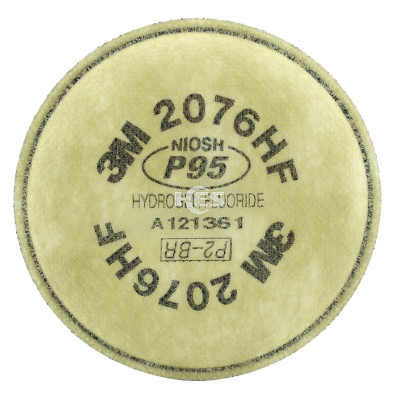 3M 2076HF
NIOSH
P95
HYDROGEN FLUORIDE
A121361
P2-BR
3M 2076HF